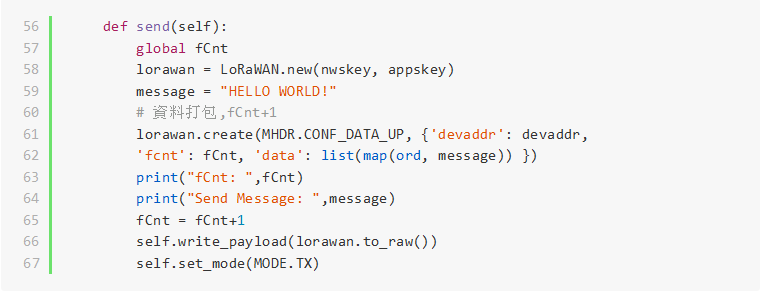 56 def send(self):
57 global fCnt
58 lorawan = LoRaWAN.new(nwskey, appskey)
59 message = "HELLO WORLD!"
60 # 資料打包,fCnt+1
61 lorawan.create(MHDR.CONF_DATA_UP, {'devaddr': devaddr,
62 'fcnt': fCnt, 'data': list(map(ord, message)) })
63 print("fCnt: ",fCnt)
64 print("Send Message: ",message)
65 fCnt = fCnt+1
66 self.write_payload(lorawan.to_raw())
67 self.set_mode(MODE.TX)